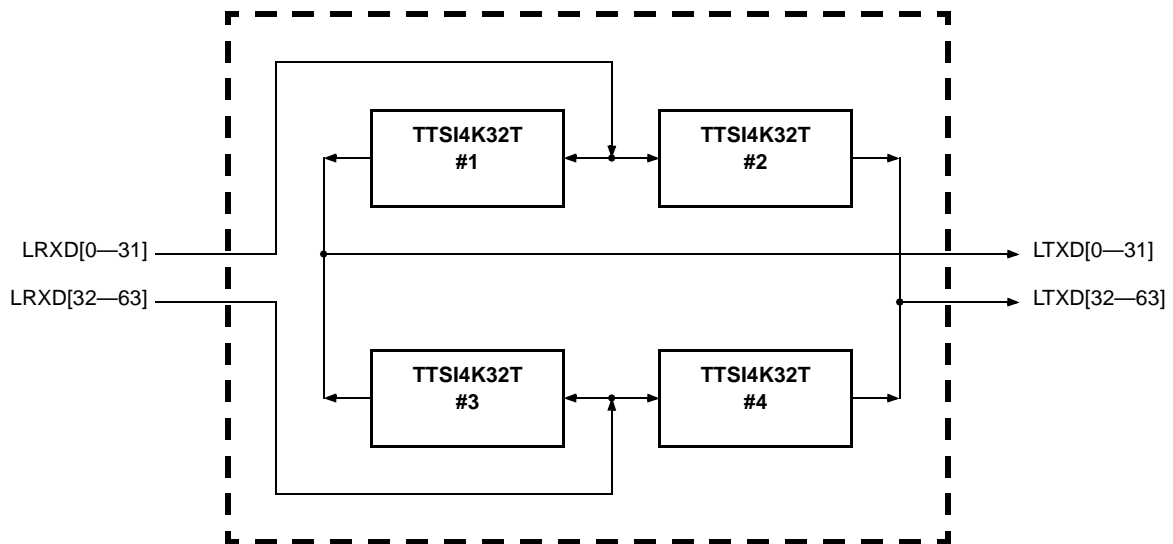 TTSI4K32T
#1
TTSI4K32T
#2
LRXD[0—31]
LTXD[0—31]
LRXD[32—63]
LTXD[32—63]
TTSI4K32T
#3
TTSI4K32T
#4